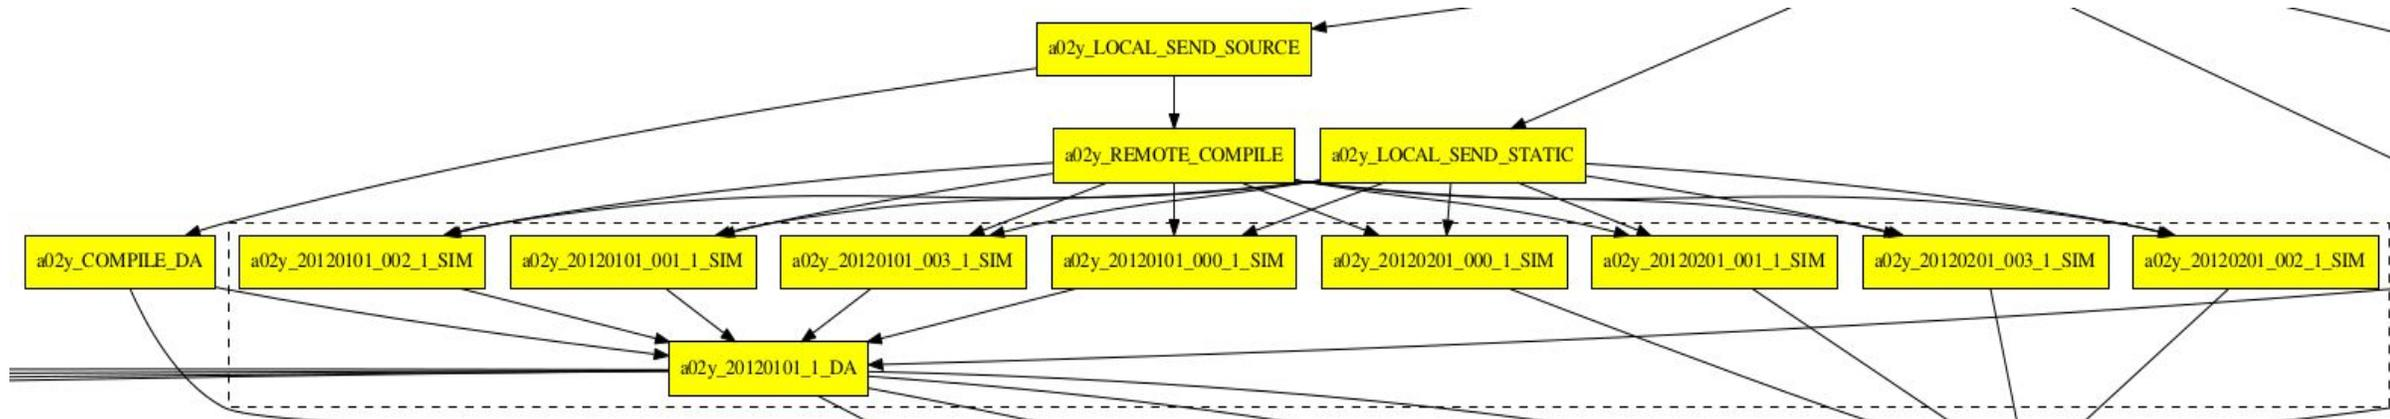 a02y_LOCAL_SEND_SOURCE
a02y_REMOTE_COMPILE
a02y_LOCAL_SEND_STATIC
a02y_COMPILE_DA
a02y_20120101_002_1_SIM
a02y_20120101_001_1_SIM
a02y_20120101_003_1_SIM
a02y_20120101_000_1_SIM
a02y_20120201_000_1_SIM
a02y_20120201_001_1_SIM
a02y_20120201_003_1_SIM
a02y_20120201_002_1_SIM
a02y_20120101_1_DA